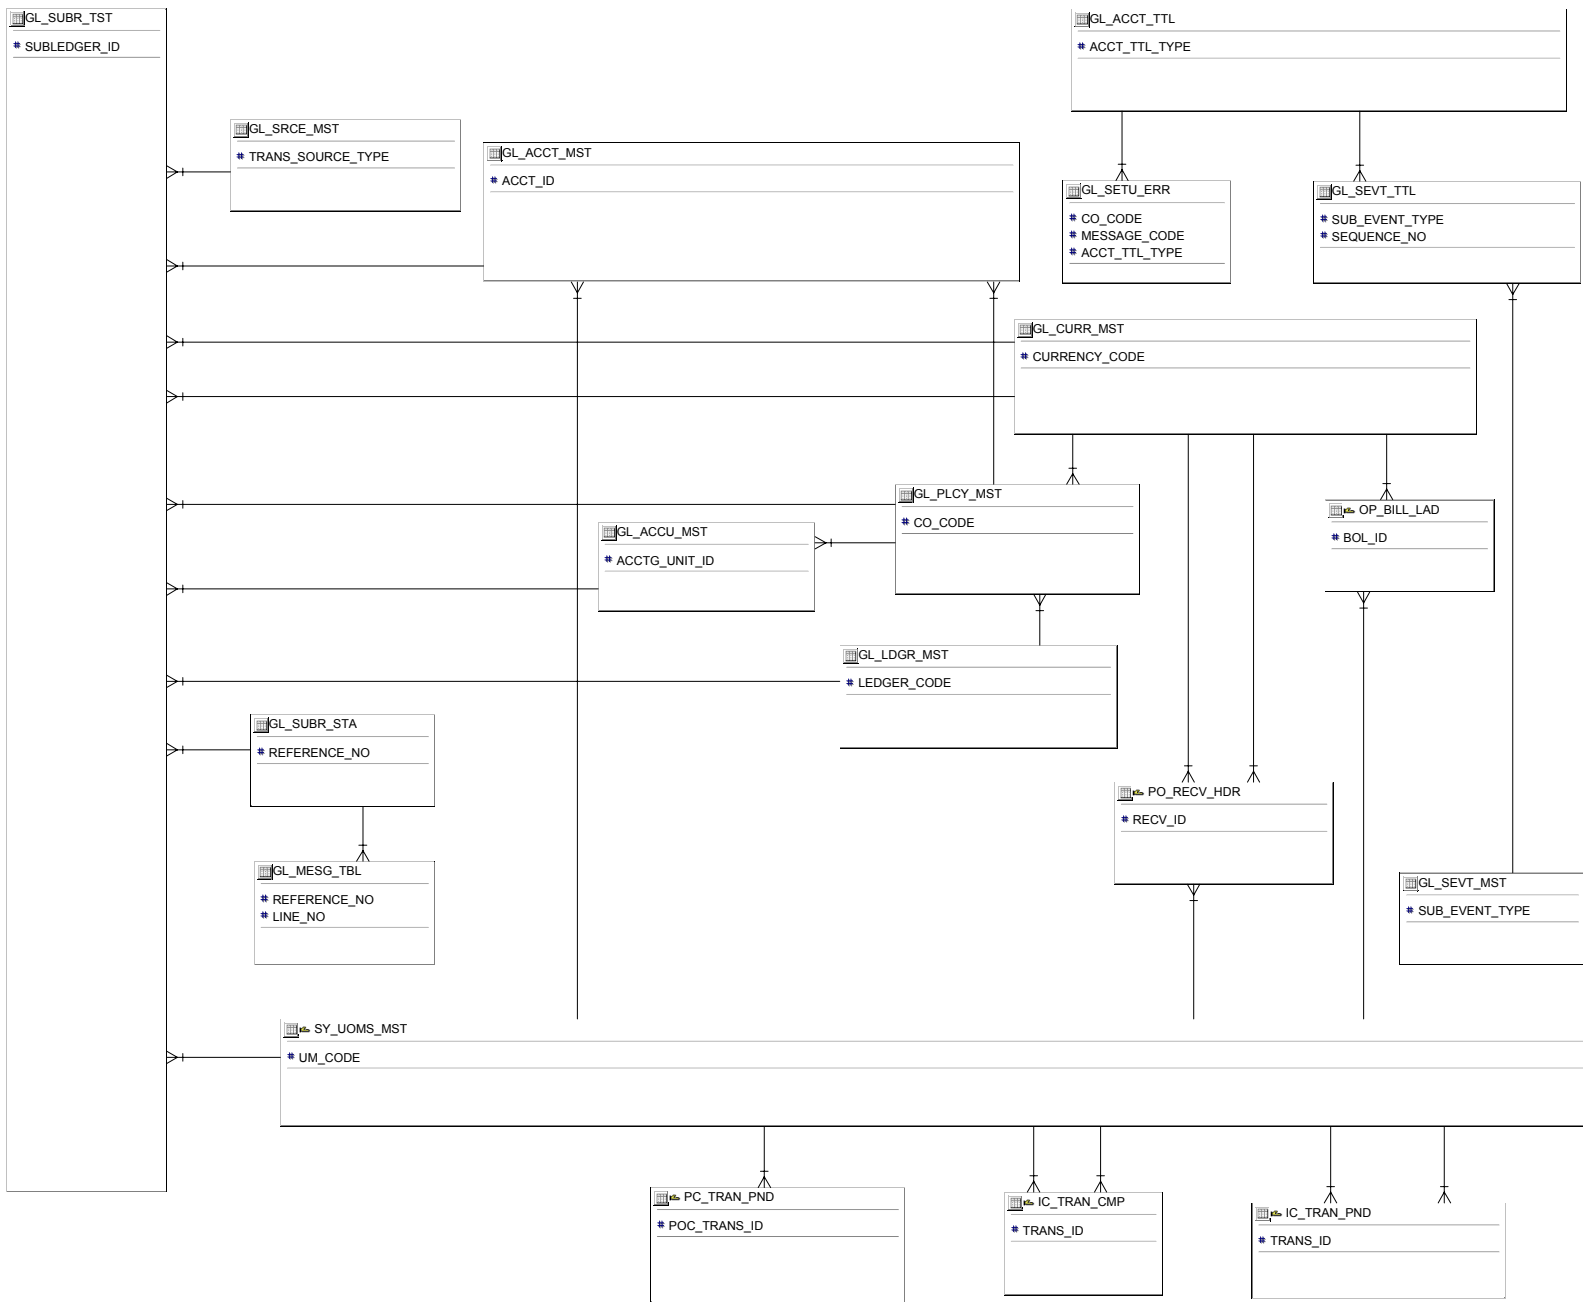 GL_SUBR_TST
# SUBLEDGER_ID
GL_ACCT_TTL
# ACCT_TTL_TYPE
GL_SRCE_MST
# TRANS_SOURCE_TYPE
GL_ACCT_MST
# ACCT_ID
GL_SETU_ERR
# CO_CODE
# MESSAGE_CODE
# ACCT_TTL_TYPE
GL_SEVT_TTL
# SUB_EVENT_TYPE
# SEQUENCE_NO
GL_CURR_MST
# CURRENCY_CODE
GL_PLCY_MST
# CO_CODE
OP_BILL_LAD
# BOL_ID
GL_ACCU_MST
# ACCTG_UNIT_ID
GL_LDGR_MST
# LEDGER_CODE
GL_SUBR_STA
# REFERENCE_NO
PO_RECV_HDR
# RECV_ID
GL_MESG_TBL
# REFERENCE_NO
# LINE_NO
GL_SEVT_MST
# SUB_EVENT_TYPE
SY_UOMS_MST
# UM_CODE
PC_TRAN_PND
# POC_TRANS_ID
IC_TRAN_CMP
# TRANS_ID
IC_TRAN_PND
# TRANS_ID